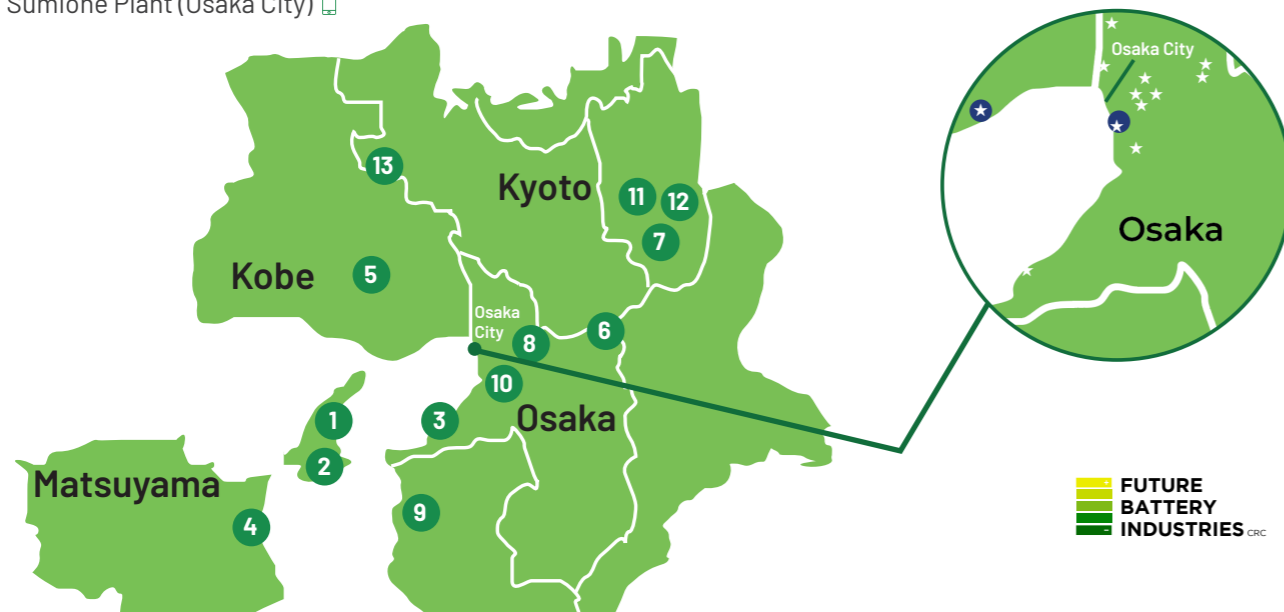 Sumione Plant (Osaka City)
Osaka City
13
Kyoto
11
12
7
Osaka
Kobe
5
Osaka
City
6
8
10
1
3
Osaka
2
Matsuyama
9
4
FUTURE
BATTERY
INDUSTRIES CRC